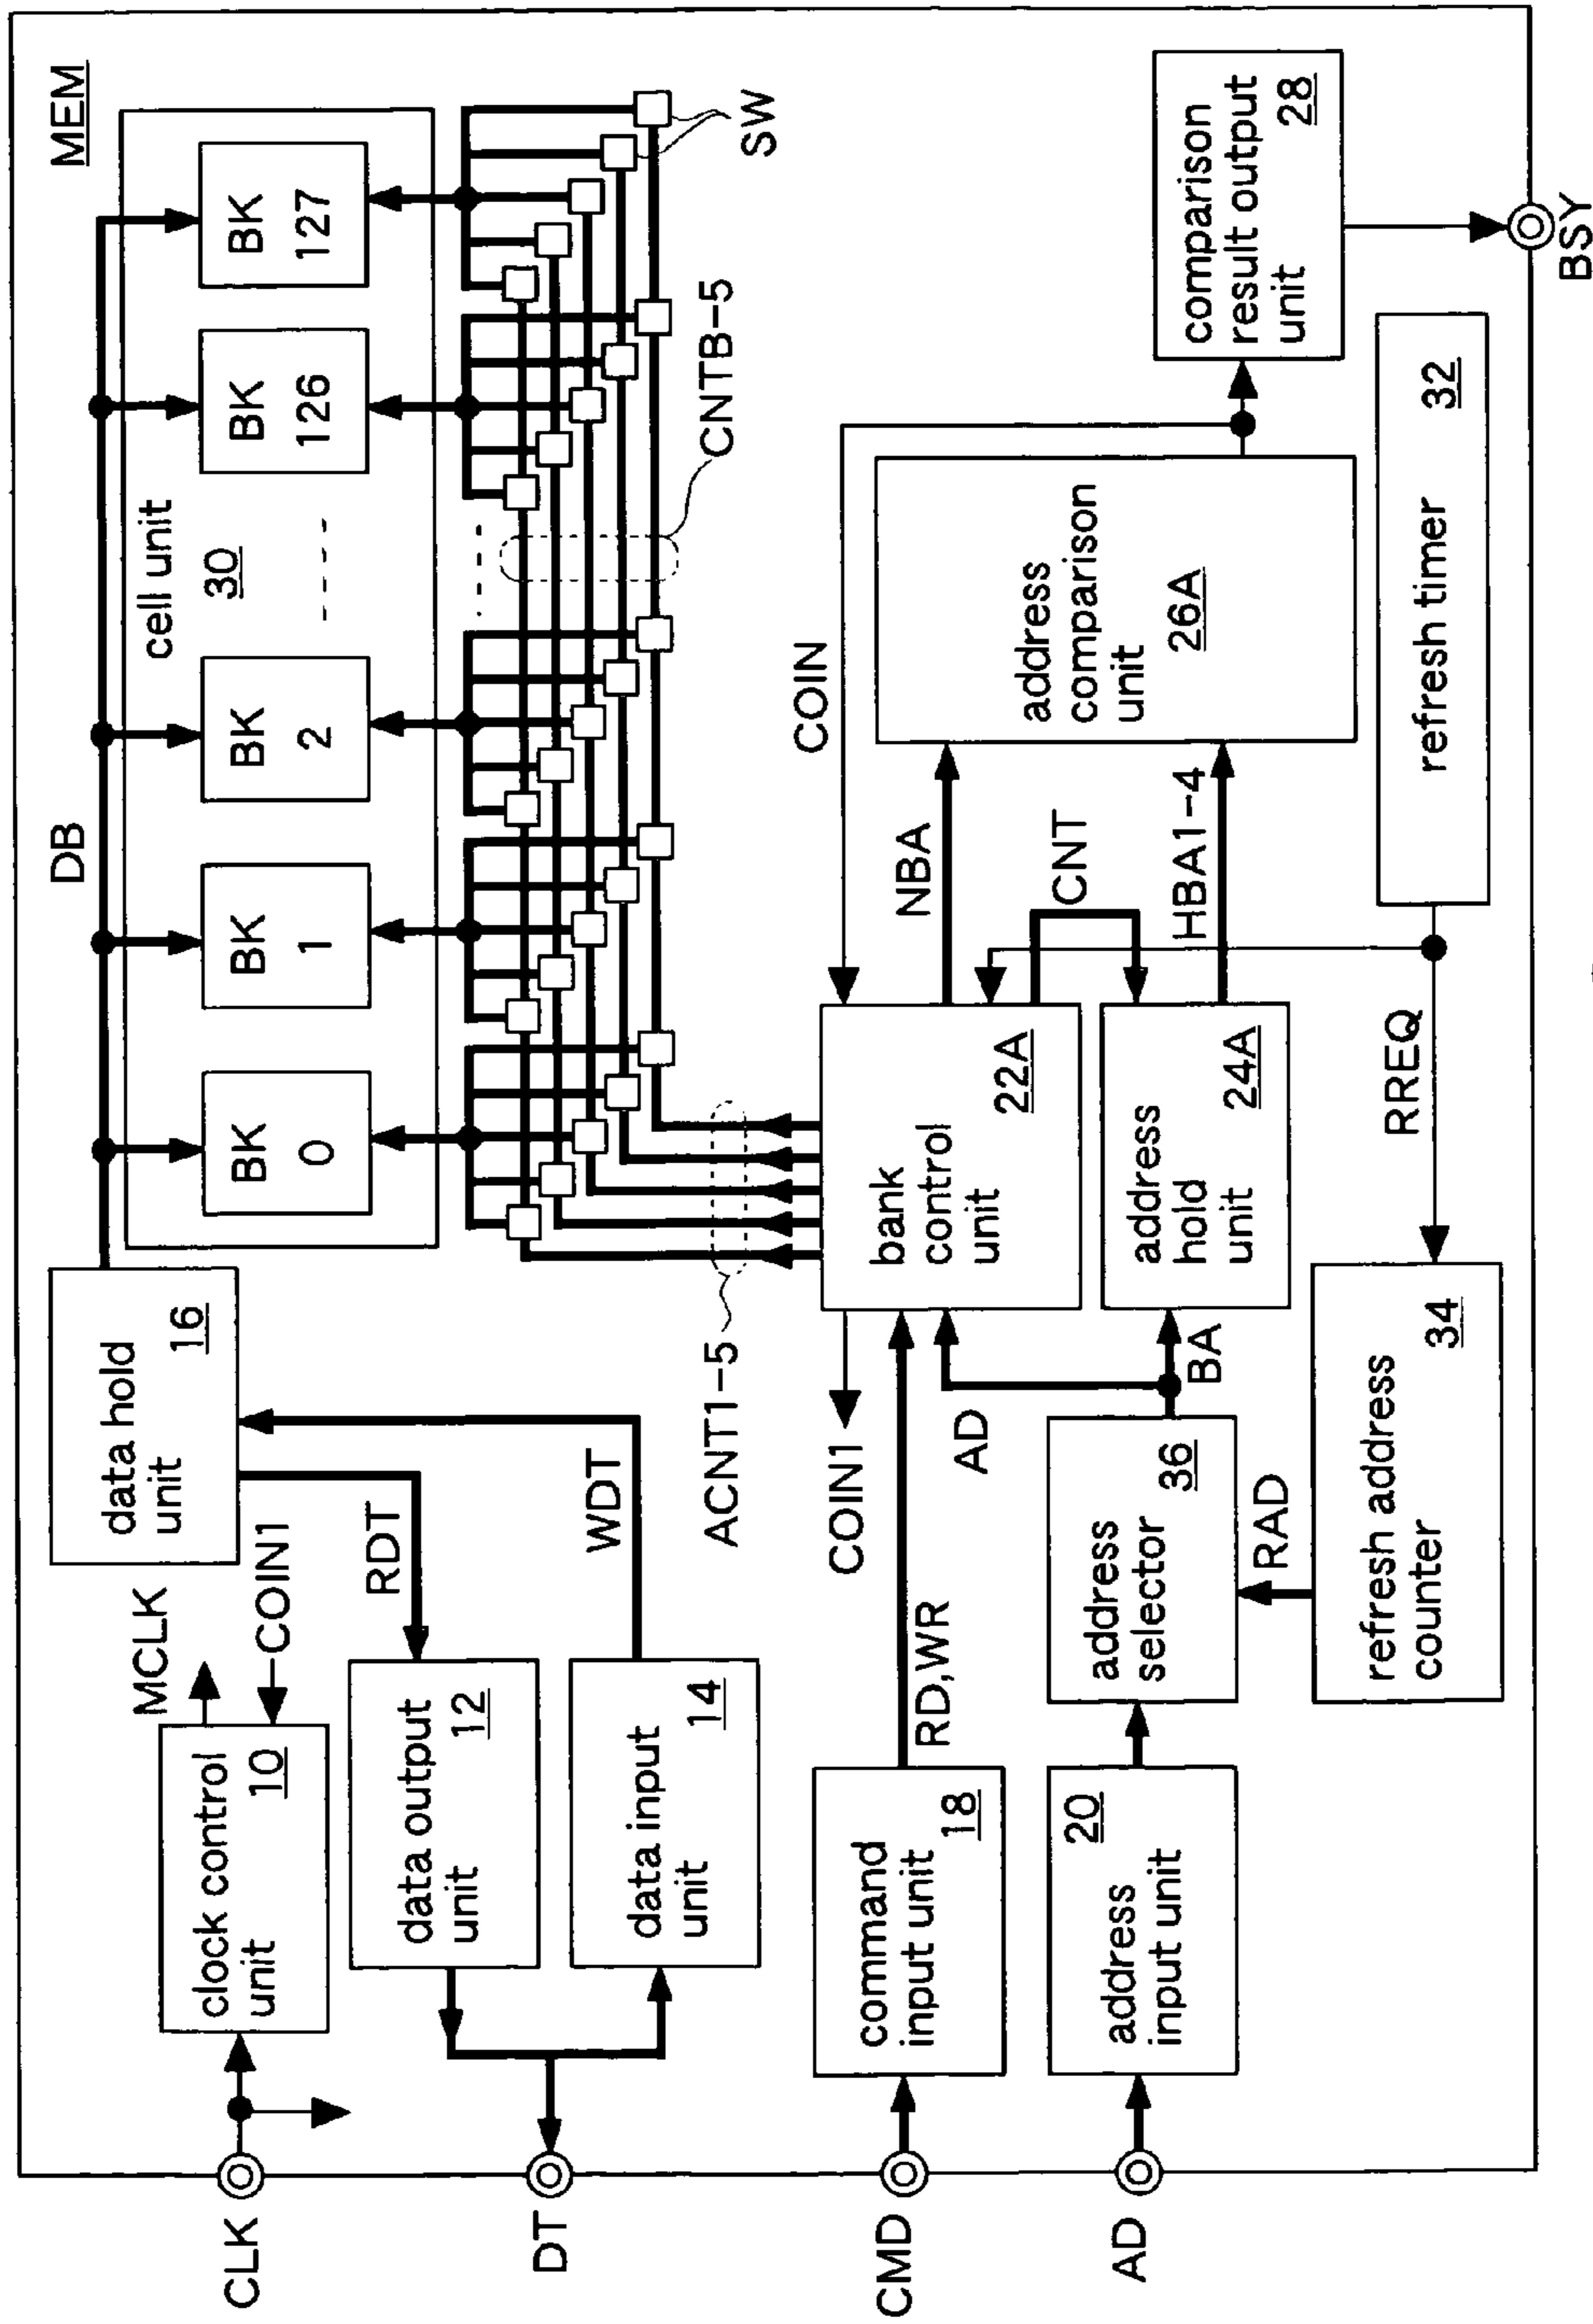 MEM
CLK
clock control
unit
10
MCLK
COIN1
data hold
unit
16
DB
cell unit
30
BK
0
BK
1
BK
2
BK
126
BK
127
DT
data output
unit
12
RDT
data input
unit
14
WDT
ACNT1-5
CNTB-5
SW
CMD
command
input unit
18
RD,WR
COIN1
AD
bank
control
unit
22A
COIN
NBA
CNT
address
comparison
unit
26A
comparison
result output
unit
28
AD
address
input unit
20
address
selector
36
BA
address
hold
unit
24A
HBA1-4
RAD
refresh address
counter
34
RREQ
refresh timer
32
BSY